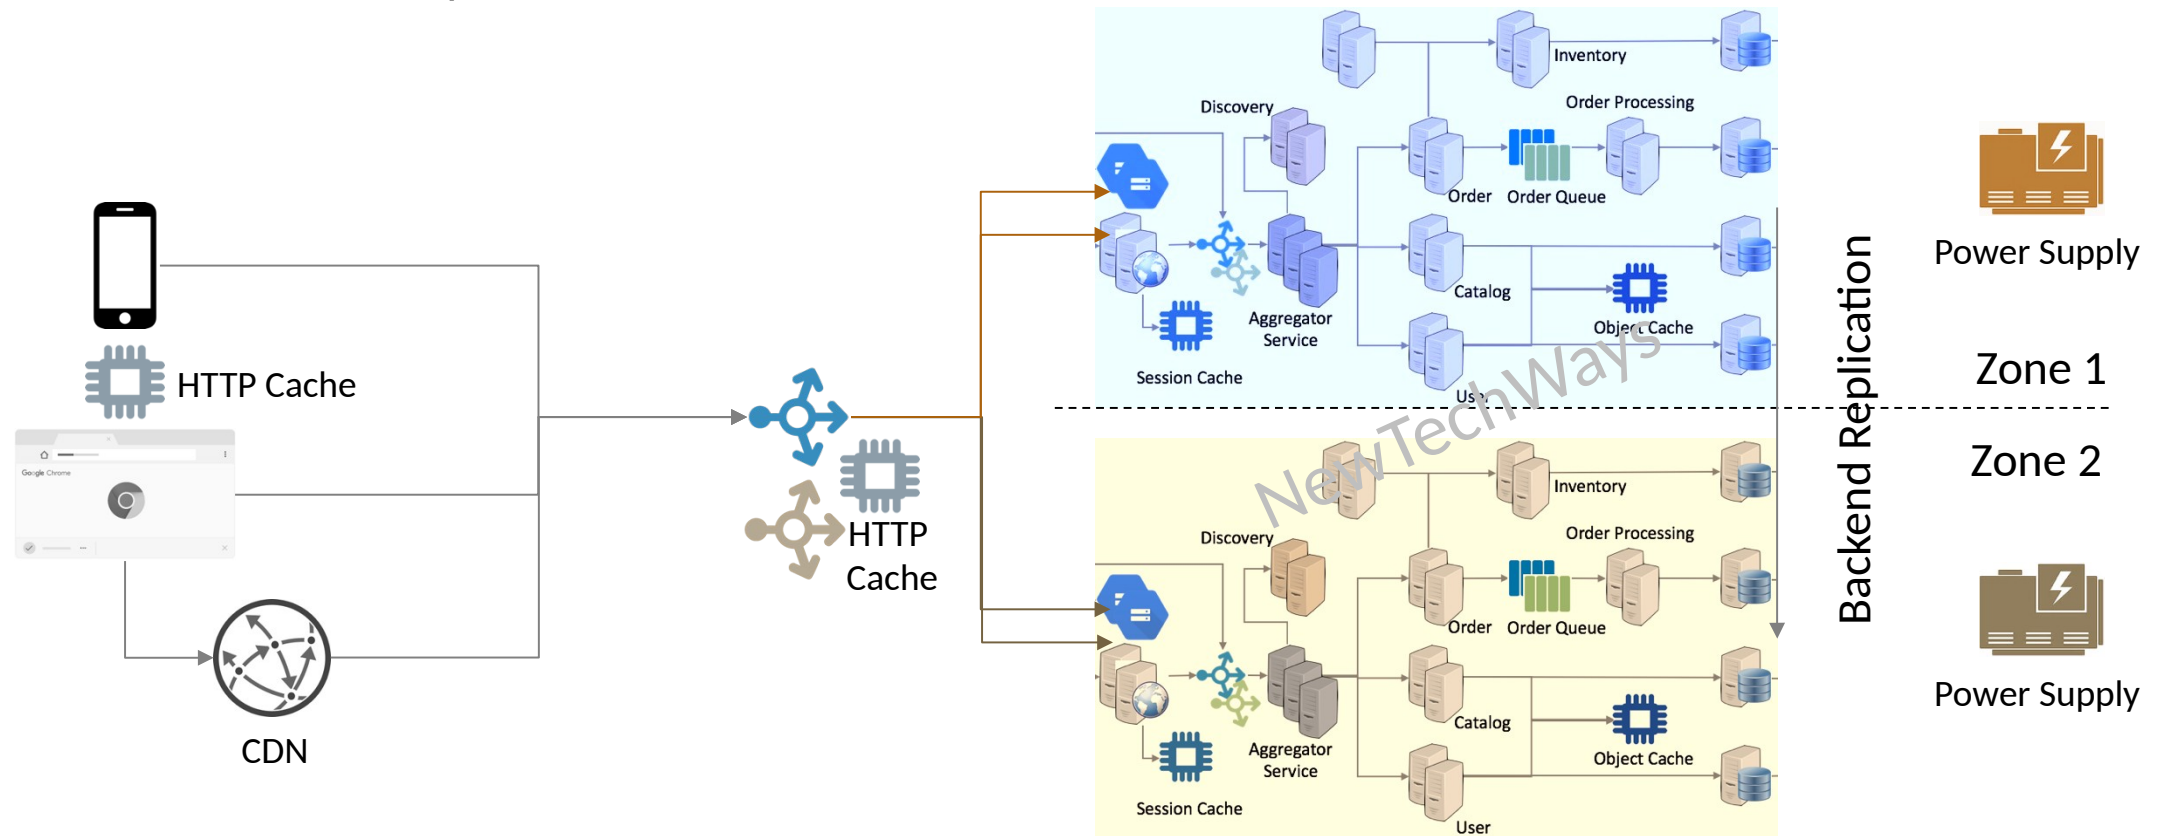 HTTP Cache
Google Chrome
CDN
HTTP
Cache
Inventory
Order Processing
Discovery
Order
Order Queue
Catalog
Object Cache
Aggregator
Service
Session Cache
User
Inventory
Order Processing
Discovery
Order
Order Queue
Catalog
Object Cache
Aggregator
Service
Session Cache
User
NewTechWays
Backend Replication
Power Supply
Zone 1
Zone 2
Power Supply